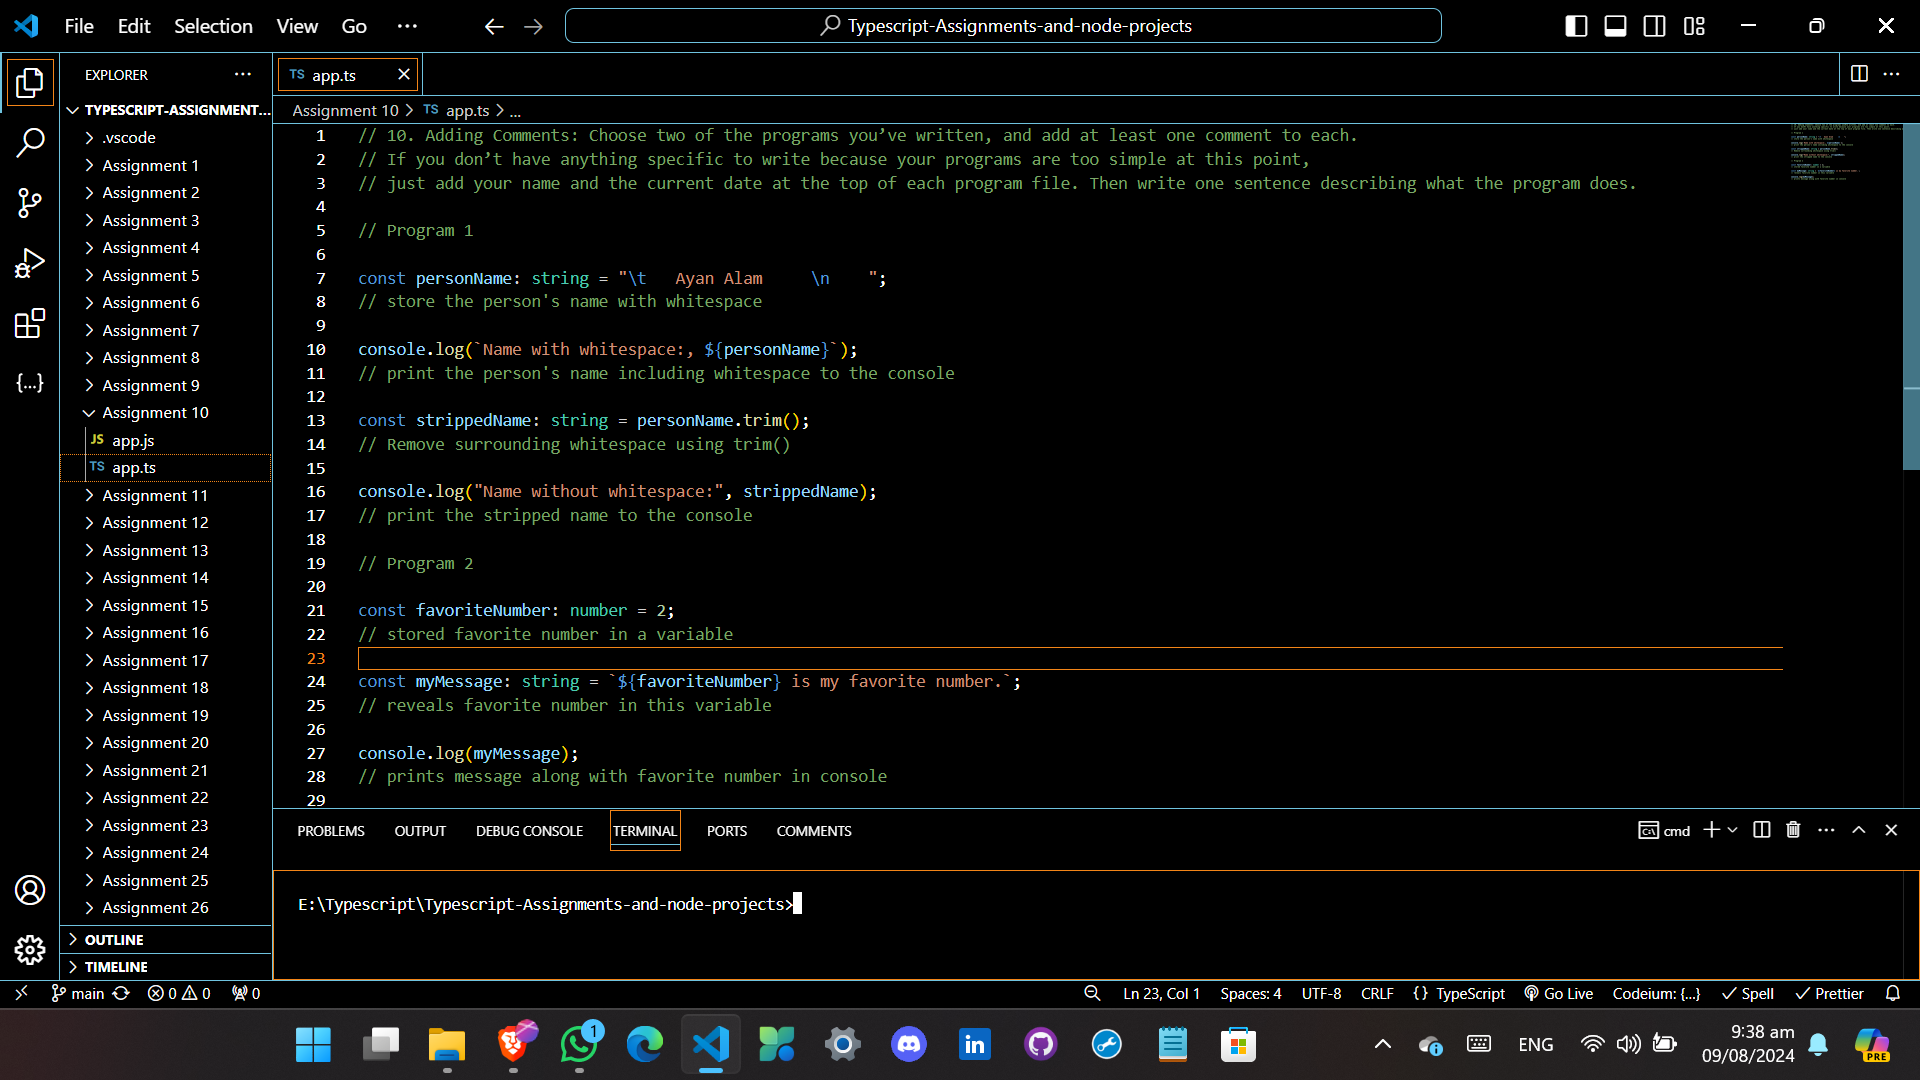 File Edit Selection View Go ···
Typescript-Assignments-and-node-projects
EXPLORER
TS app.ts
TYPESCRIPT-ASSIGNMENT...
.vscode
Assignment 1
Assignment 2
Assignment 3
Assignment 4
Assignment 5
Assignment 6
Assignment 7
Assignment 8
Assignment 9
Assignment 10
JS app.js
TS app.ts
Assignment 11
Assignment 12
Assignment 13
Assignment 14
Assignment 15
Assignment 16
Assignment 17
Assignment 18
Assignment 19
Assignment 20
Assignment 21
Assignment 22
Assignment 23
Assignment 24
Assignment 25
Assignment 26
OUTLINE
TIMELINE
Assignment 10 > TS app.ts > ...
1 // 10. Adding Comments: Choose two of the programs you’ve written, and add at least one comment to each.
2 // If you don’t have anything specific to write because your programs are too simple at this point,
3 // just add your name and the current date at the top of each program file. Then write one sentence describing what the program does.
4
5 // Program 1
6
7 const personName: string = "\t   Ayan Alam     \n    ";
8 // store the person's name with whitespace
9
10 console.log(`Name with whitespace:, ${personName}`);
11 // print the person's name including whitespace to the console
12
13 const strippedName: string = personName.trim();
14 // Remove surrounding whitespace using trim()
15
16 console.log("Name without whitespace:", strippedName);
17 // print the stripped name to the console
18
19 // Program 2
20
21 const favoriteNumber: number = 2;
22 // stored favorite number in a variable
23
24 const myMessage: string = `${favoriteNumber} is my favorite number.`;
25 // reveals favorite number in this variable
26
27 console.log(myMessage);
28 // prints message along with favorite number in console
29
PROBLEMS OUTPUT DEBUG CONSOLE TERMINAL PORTS COMMENTS
cmd
E:\Typescript\Typescript-Assignments-and-node-projects>
main 0 0 0
Ln 23, Col 1 Spaces: 4 UTF-8 CRLF {} TypeScript Go Live Codeium: {...} Spell Prettier
1
ENG
9:38 am
09/08/2024
PRE